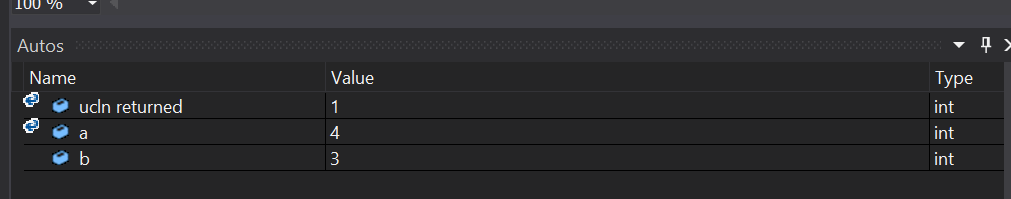 100 %
Autos
Name Value Type
ucln returned 1 int
a 4 int
b 3 int